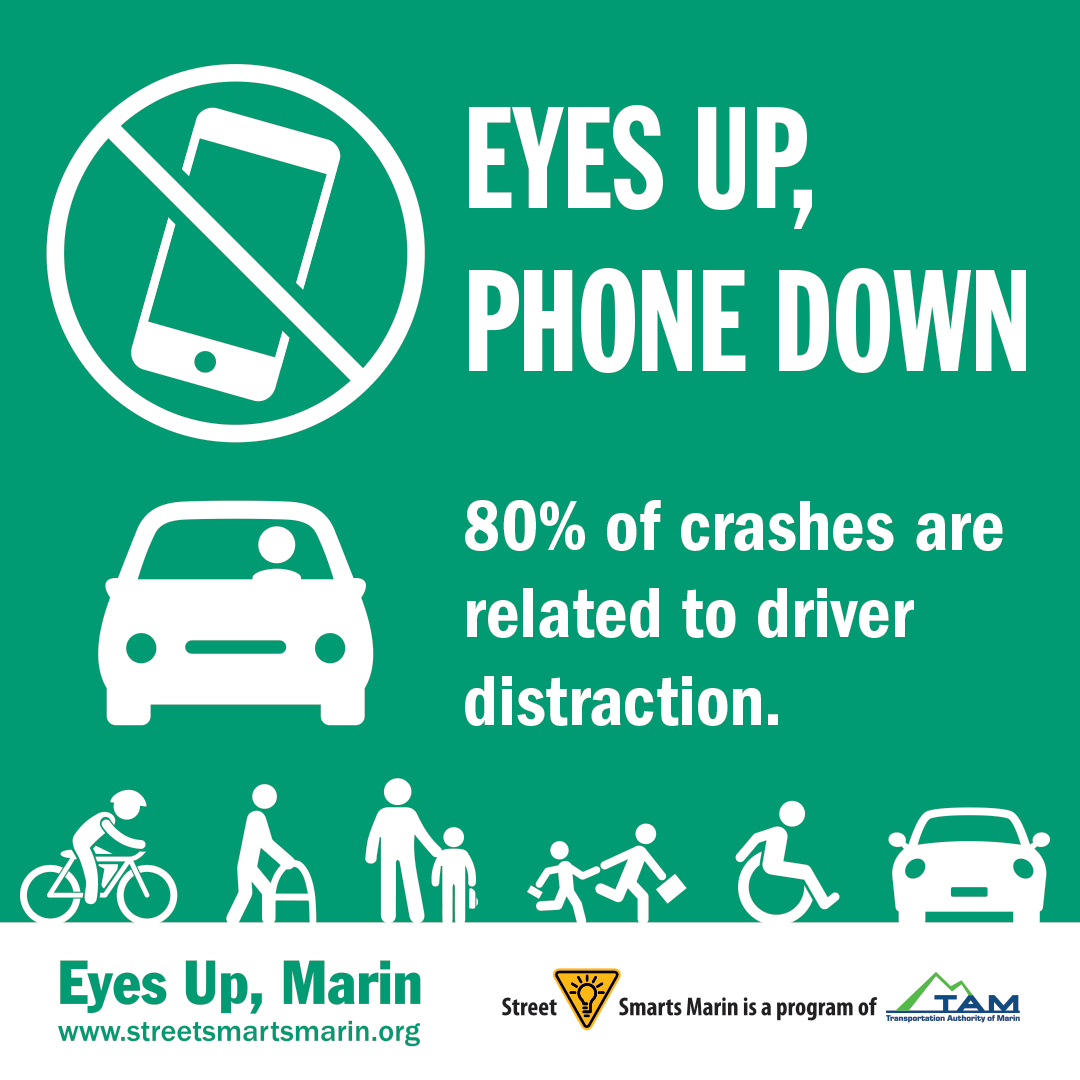 EYES UP,
PHONE DOWN
80% of crashes are
related to driver
distraction.
Eyes Up, Marin
www.streetsmartsmarin.org
Street Smarts Marin is a program of
TAM
Transportation Authority of Marin